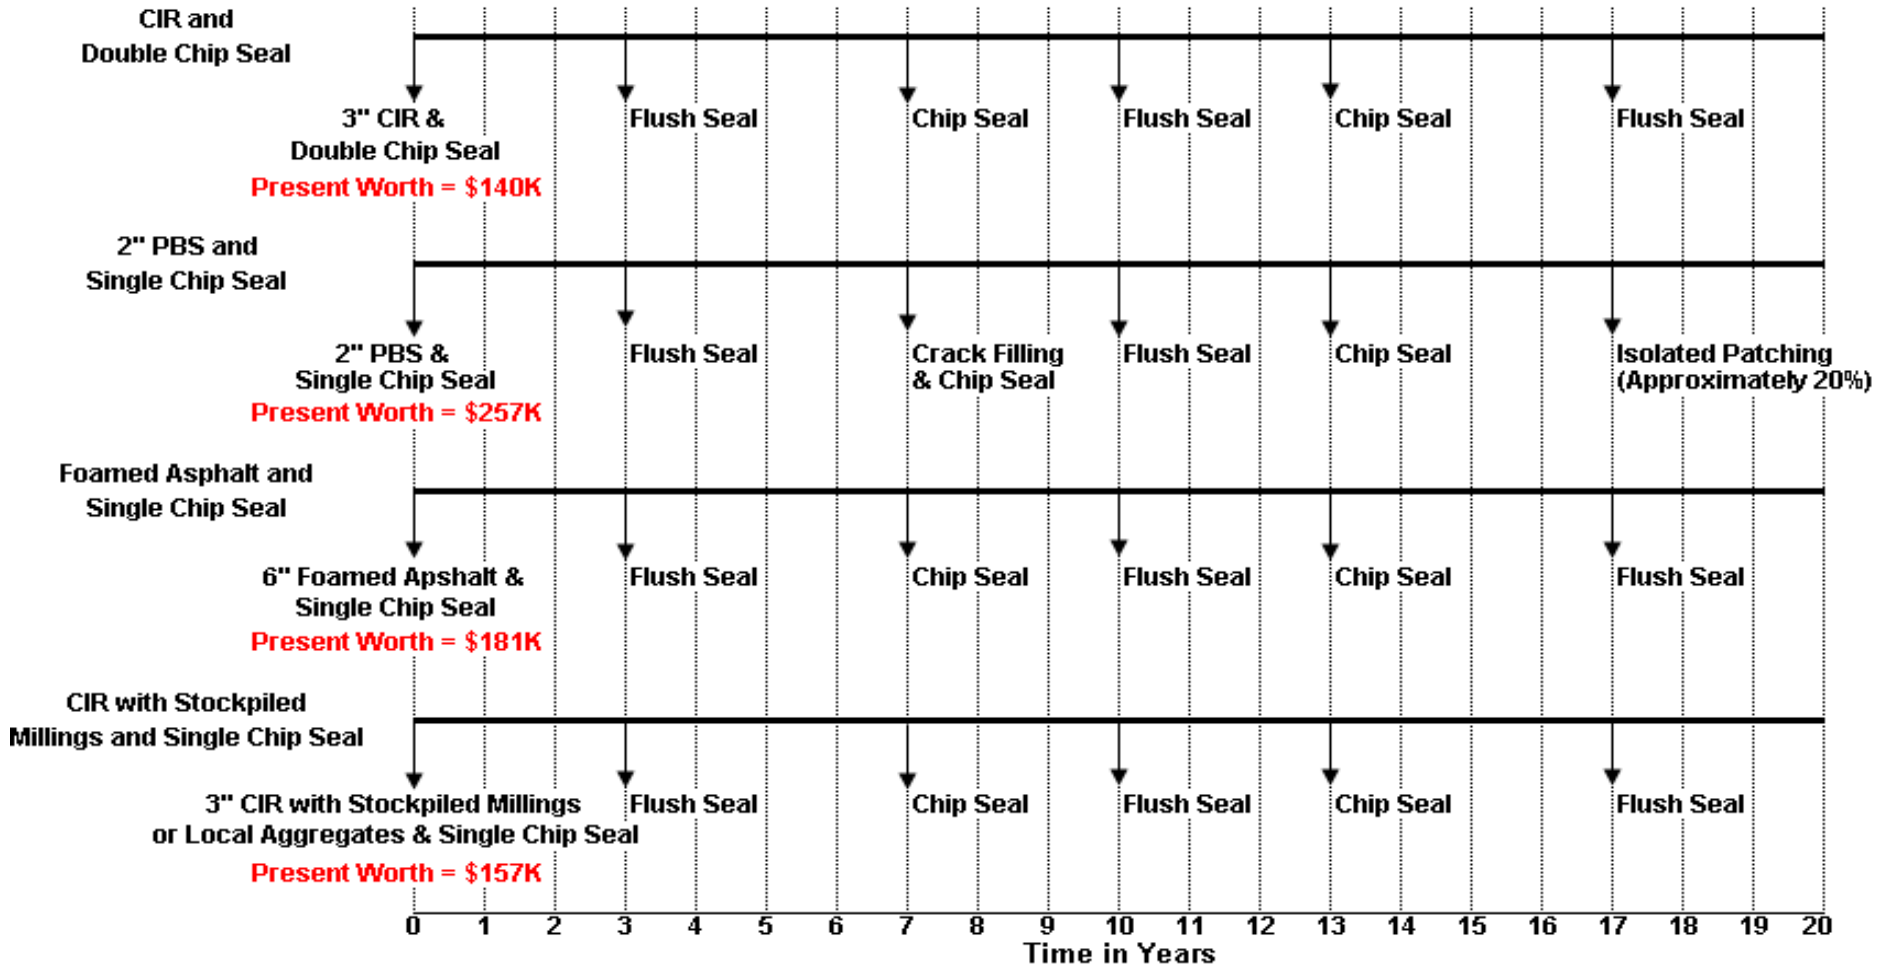 CIR and
Double Chip Seal
3" CIR &
Double Chip Seal
Present Worth = $140K
Flush Seal
Chip Seal
Flush Seal
Chip Seal
Flush Seal
2" PBS and
Single Chip Seal
2" PBS &
Single Chip Seal
Present Worth = $257K
Flush Seal
Crack Filling
& Chip Seal
Flush Seal
Chip Seal
Isolated Patching
(Approximately 20%)
Foamed Asphalt and
Single Chip Seal
6" Foamed Apshalt &
Single Chip Seal
Present Worth = $181K
Flush Seal
Chip Seal
Flush Seal
Chip Seal
Flush Seal
CIR with Stockpiled
Millings and Single Chip Seal
3" CIR with Stockpiled Millings
or Local Aggregates & Single Chip Seal
Present Worth = $157K
Flush Seal
Chip Seal
Flush Seal
Chip Seal
Flush Seal
0 1 2 3 4 5 6 7 8 9 10 11 12 13 14 15 16 17 18 19 20
Time in Years